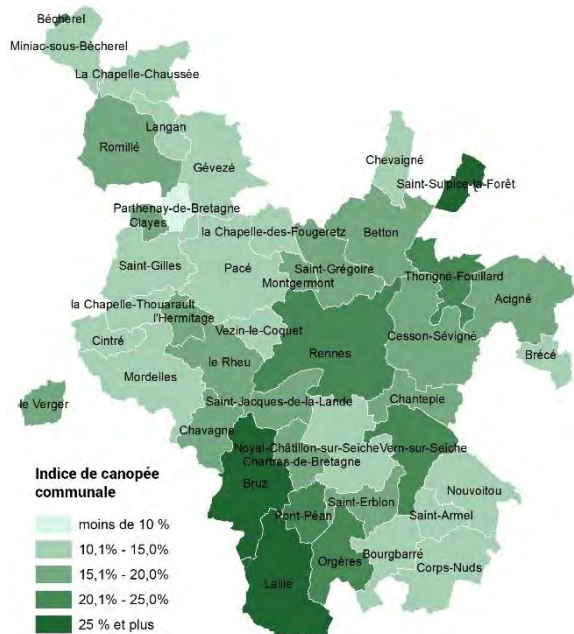 Bécherel
Miniac-sous-Bécherel
La Chapelle-Chaussée
Langan
Romillé
Gévezé
Chevaigné
Saint-Sulpice-la-Forêt
Parthenay-de-Bretagne
Clayes
la Chapelle-des-Fougeretz
Betton
Saint-Gilles
Pacé
Saint-Grégoire
Thorigné-Fouillard
Montgermont
Acigné
la Chapelle-Thouarault
l'Hermitage
Vezin-le-Coquet
Cesson-Sévigné
Cintré
Rennes
Brécé
le Rheu
Mordelles
Chantepie
le Verger
Saint-Jacques-de-la-Lande
Chavagne
Noyal-Châtillon-sur-Seiche
Vern-sur-Seiche
Chartres-de-Bretagne
Bruz
Nouvoitou
Saint-Erblon
Pont-Péan
Saint-Armel
Bourgbarré
Orgères
Corps-Nuds
Laillé
Indice de canopée
communale
moins de 10 %
10,1% - 15,0%
15,1% - 20,0%
20,1% - 25,0%
25 % et plus